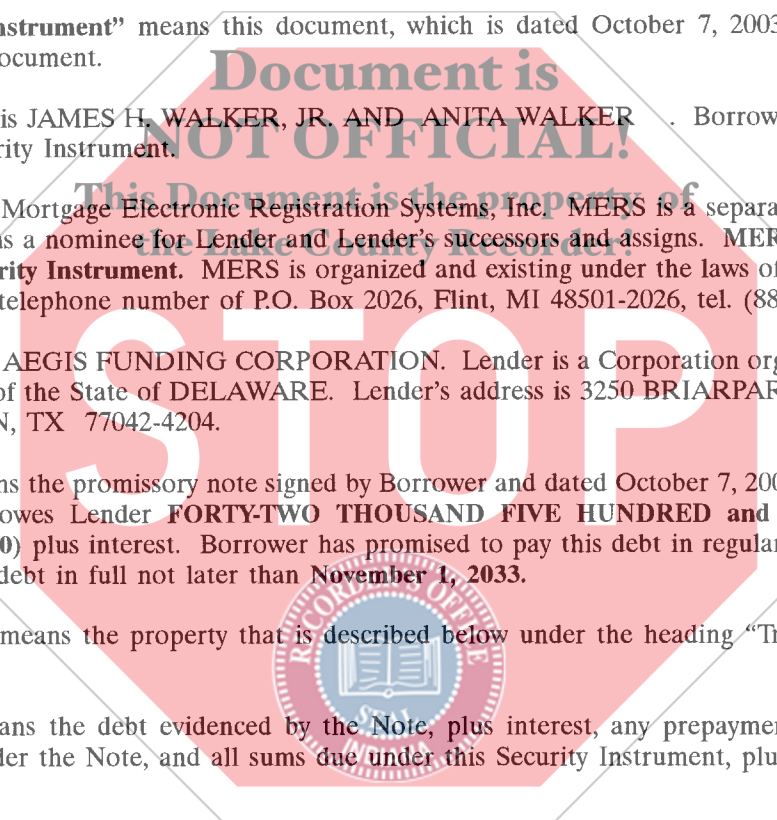 nstrument” means this document, which is dated October 7, 2003
ocument.
Document is
is JAMES H. WALKER, JR. AND ANITA WALKER . Borrow
rity Instrument.
NOT OFFICIAL!
This Document is the property of
Mortgage Electronic Registration Systems, Inc. MERS is a separa
as a nominee for Lender and Lender's successors and assigns. MER
the Lake County Recorder!
rity Instrument. MERS is organized and existing under the laws of
telephone number of P.O. Box 2026, Flint, MI 48501-2026, tel. (88
STOP
AEGIS FUNDING CORPORATION. Lender is a Corporation org
of the State of DELAWARE. Lender's address is 3250 BRIARPAR
N, TX 77042-4204.
ns the promissory note signed by Borrower and dated October 7, 200
owes Lender FORTY-TWO THOUSAND FIVE HUNDRED and
0) plus interest. Borrower has promised to pay this debt in regular
debt in full not later than November 1, 2033.
RECORDER'S OFFICE
means the property that is described below under the heading “Tr
SEAL
ans the debt evidenced by the Note, plus interest, any prepaymen
der the Note, and all sums due under this Security Instrument, plu
INDIANA